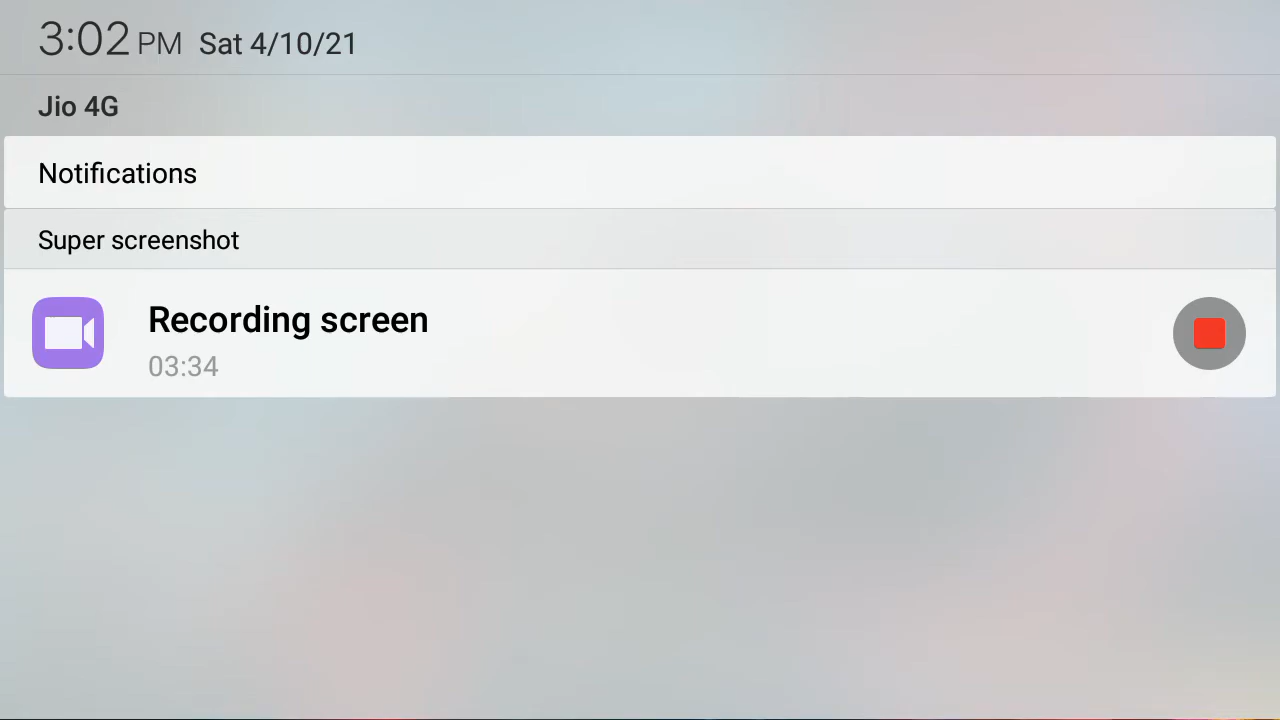 3:02 PM Sat 4/10/21
Jio 4G
Notifications
Super screenshot
Recording screen
03:34